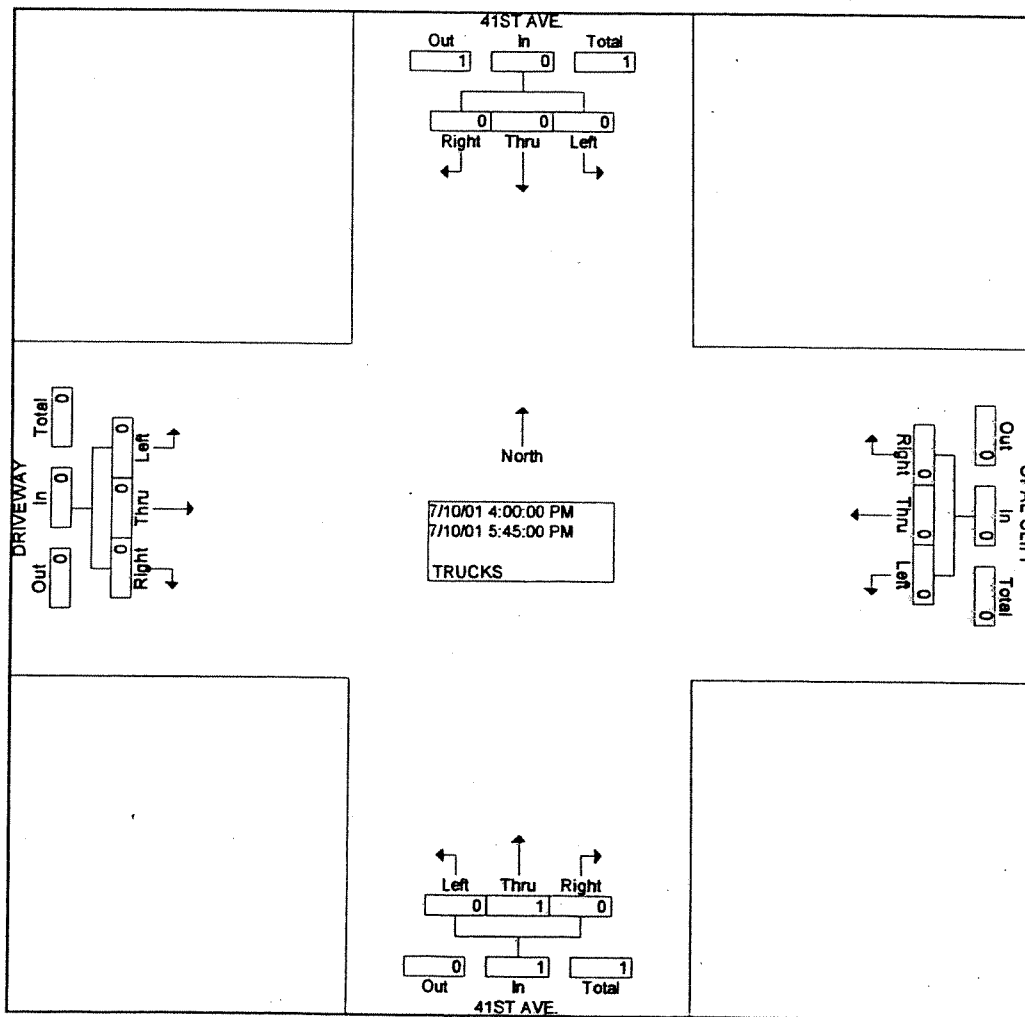 41ST AVE.
Out In Total
1 0 1
0 0 0
Right Thru Left
DRIVEWAY
Out In Total
0 0 0
0 0 0
Left Thru Right
North
7/10/01 4:00:00 PM
7/10/01 5:45:00 PM
TRUCKS
Right Thru Left
0 0 0
0 0 0
Out In Total
Left Thru Right
0 1 0
0 1 1
Out In Total
41ST AVE.